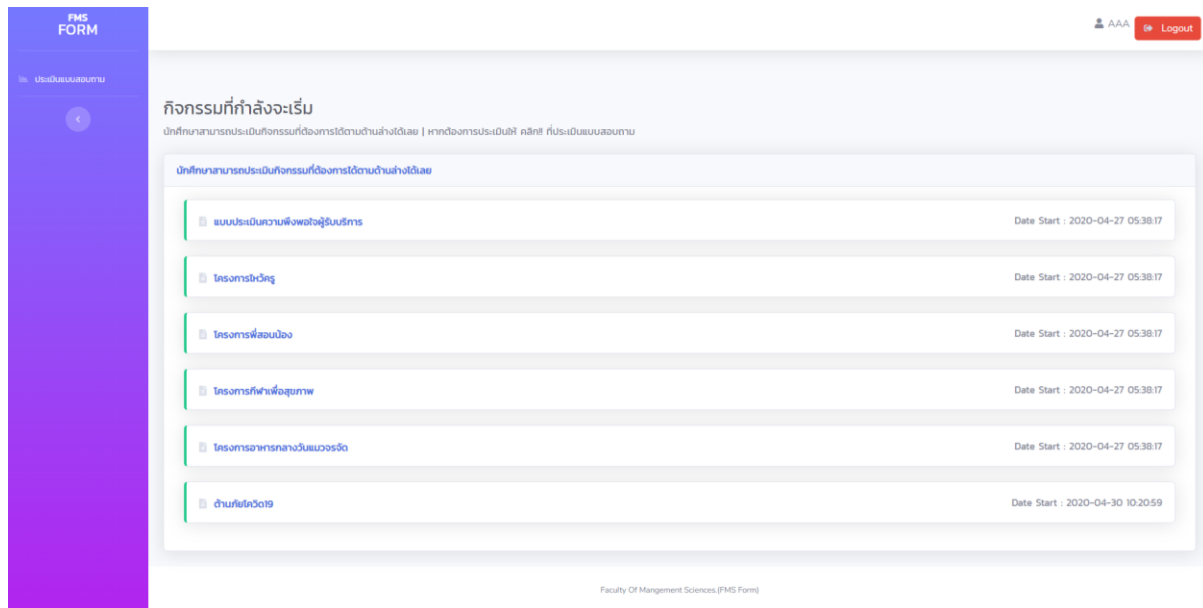 FMS
FORM
AAA
Logout
ประเมินแบบสอบถาม
กิจกรรมที่กำลังจะเริ่ม
นักศึกษาสามารถประเมินกิจกรรมที่ต้องการได้ตามด้านล่างได้เลย | หากต้องการประเมินให้ คลิก!! ที่ประเมินแบบสอบถาม
นักศึกษาสามารถประเมินกิจกรรมที่ต้องการได้ตามด้านล่างได้เลย
แบบประเมินความพึงพอใจผู้รับบริการ Date Start : 2020-04-27 05:38:17
โครงการไหว้ครู Date Start : 2020-04-27 05:38:17
โครงการพี่สอนน้อง Date Start : 2020-04-27 05:38:17
โครงการกีฬาเพื่อสุขภาพ Date Start : 2020-04-27 05:38:17
โครงการอาหารกลางวันแมวจรจัด Date Start : 2020-04-27 05:38:17
ต้านภัยโควิด19 Date Start : 2020-04-30 10:20:59
Faculty Of Mangement Sciences.(FMS Form)